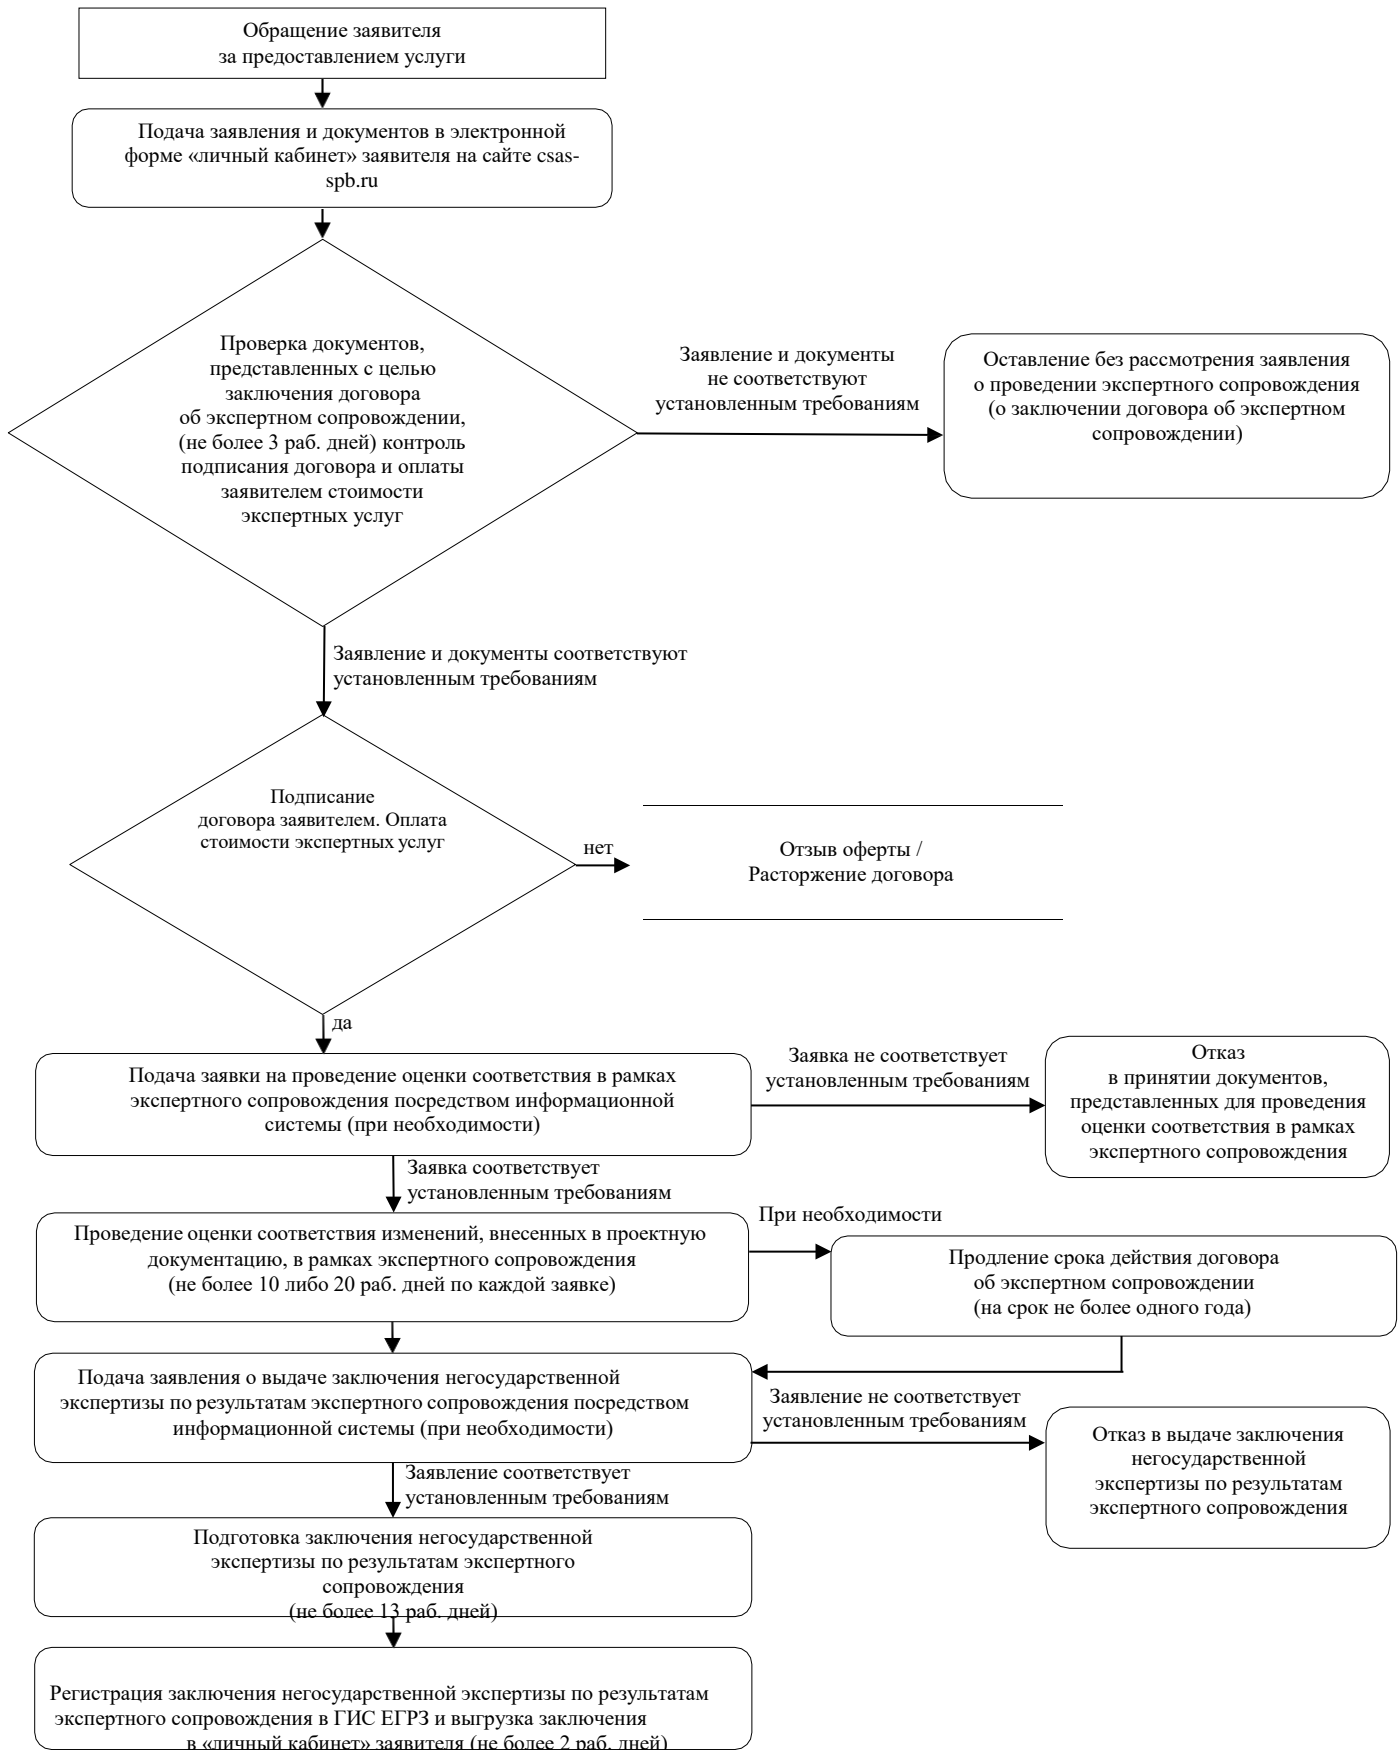 Обращение заявителя
за предоставлением услуги
Подача заявления и документов в электронной
форме «личный кабинет» заявителя на сайте csas-
spb.ru
Проверка документов,
представленных с целью
заключения договора
об экспертном сопровождении,
(не более 3 раб. дней) контроль
подписания договора и оплаты
заявителем стоимости
экспертных услуг
Заявление и документы
не соответствуют
установленным требованиям
Оставление без рассмотрения заявления
о проведении экспертного сопровождения
(о заключении договора об экспертном
сопровождении)
Заявление и документы соответствуют
установленным требованиям
Подписание
договора заявителем. Оплата
стоимости экспертных услуг
нет
Отзыв оферты /
Расторжение договора
да
Подача заявки на проведение оценки соответствия в рамках
экспертного сопровождения посредством информационной
системы (при необходимости)
Заявка не соответствует
установленным требованиям
Отказ
в принятии документов,
представленных для проведения
оценки соответствия в рамках
экспертного сопровождения
Заявка соответствует
установленным требованиям
Проведение оценки соответствия изменений, внесенных в проектную
документацию, в рамках экспертного сопровождения
(не более 10 либо 20 раб. дней по каждой заявке)
При необходимости
Продление срока действия договора
об экспертном сопровождении
(на срок не более одного года)
Подача заявления о выдаче заключения негосударственной
экспертизы по результатам экспертного сопровождения посредством
информационной системы (при необходимости)
Заявление не соответствует
установленным требованиям
Отказ в выдаче заключения
негосударственной
экспертизы по результатам
экспертного сопровождения
Заявление соответствует
установленным требованиям
Подготовка заключения негосударственной
экспертизы по результатам экспертного
сопровождения
(не более 13 раб. дней)
Регистрация заключения негосударственной экспертизы по результатам
экспертного сопровождения в ГИС ЕГРЗ и выгрузка заключения
в «личный кабинет» заявителя (не более 2 раб. дней)